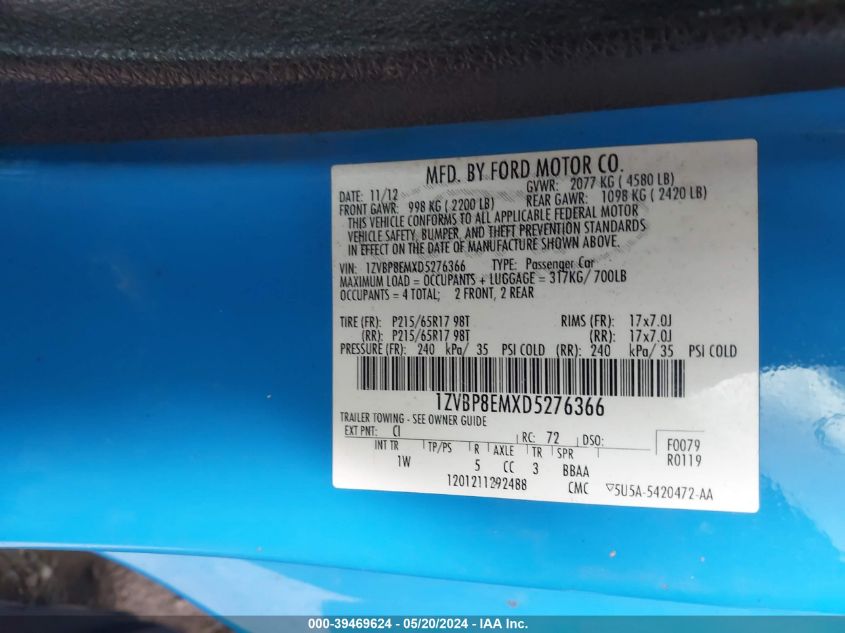 MFD. BY FORD MOTOR CO.
DATE: 11/12 GVWR: 2077 KG ( 4580 LB)
FRONT GAWR: 998 KG ( 2200 LB) REAR GAWR: 1098 KG ( 2420 LB)
THIS VEHICLE CONFORMS TO ALL APPLICABLE FEDERAL MOTOR
VEHICLE SAFETY, BUMPER, AND THEFT PREVENTION STANDARDS
IN EFFECT ON THE DATE OF MANUFACTURE SHOWN ABOVE.
VIN: 1ZVBP8EMXD5276366 TYPE: Passenger Car
MAXIMUM LOAD = OCCUPANTS + LUGGAGE = 317KG/ 700LB
OCCUPANTS = 4 TOTAL; 2 FRONT, 2 REAR
TIRE (FR): P215/65R17 98T RIMS (FR): 17x7.0J
(RR): P215/65R17 98T (RR): 17x7.0J
PRESSURE (FR): 240 kPa/ 35 PSI COLD (RR): 240 kPa/ 35 PSI COLD
1ZVBP8EMXD5276366
TRAILER TOWING - SEE OWNER GUIDE
EXT PNT: CI RC: 72 DSO: F0079
INT TR TP/PS R AXLE TR SPR R0119
1W 5 CC 3 BBAA
1201211292488 CMC ▽5U5A-5420472-AA
000-39469624 - 05/20/2024 - IAA Inc.